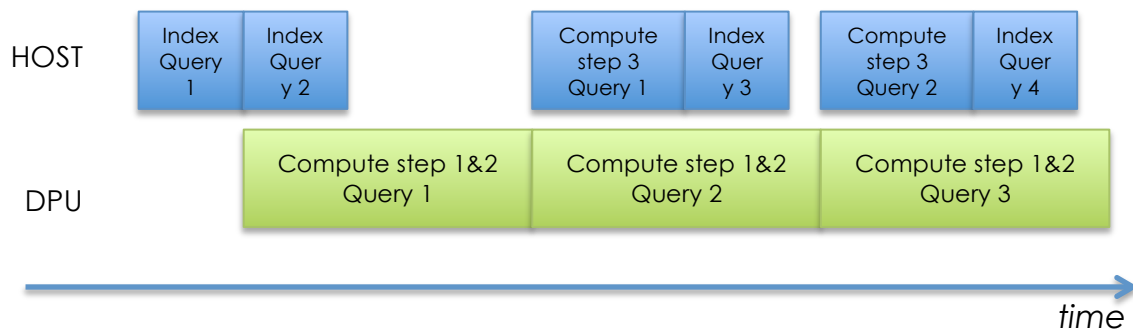 HOST
Index
Query
1
Index
Quer
y 2
Compute
step 3
Query 1
Index
Quer
y 3
Compute
step 3
Query 2
Index
Quer
y 4
DPU
Compute step 1&2
Query 1
Compute step 1&2
Query 2
Compute step 1&2
Query 3
time